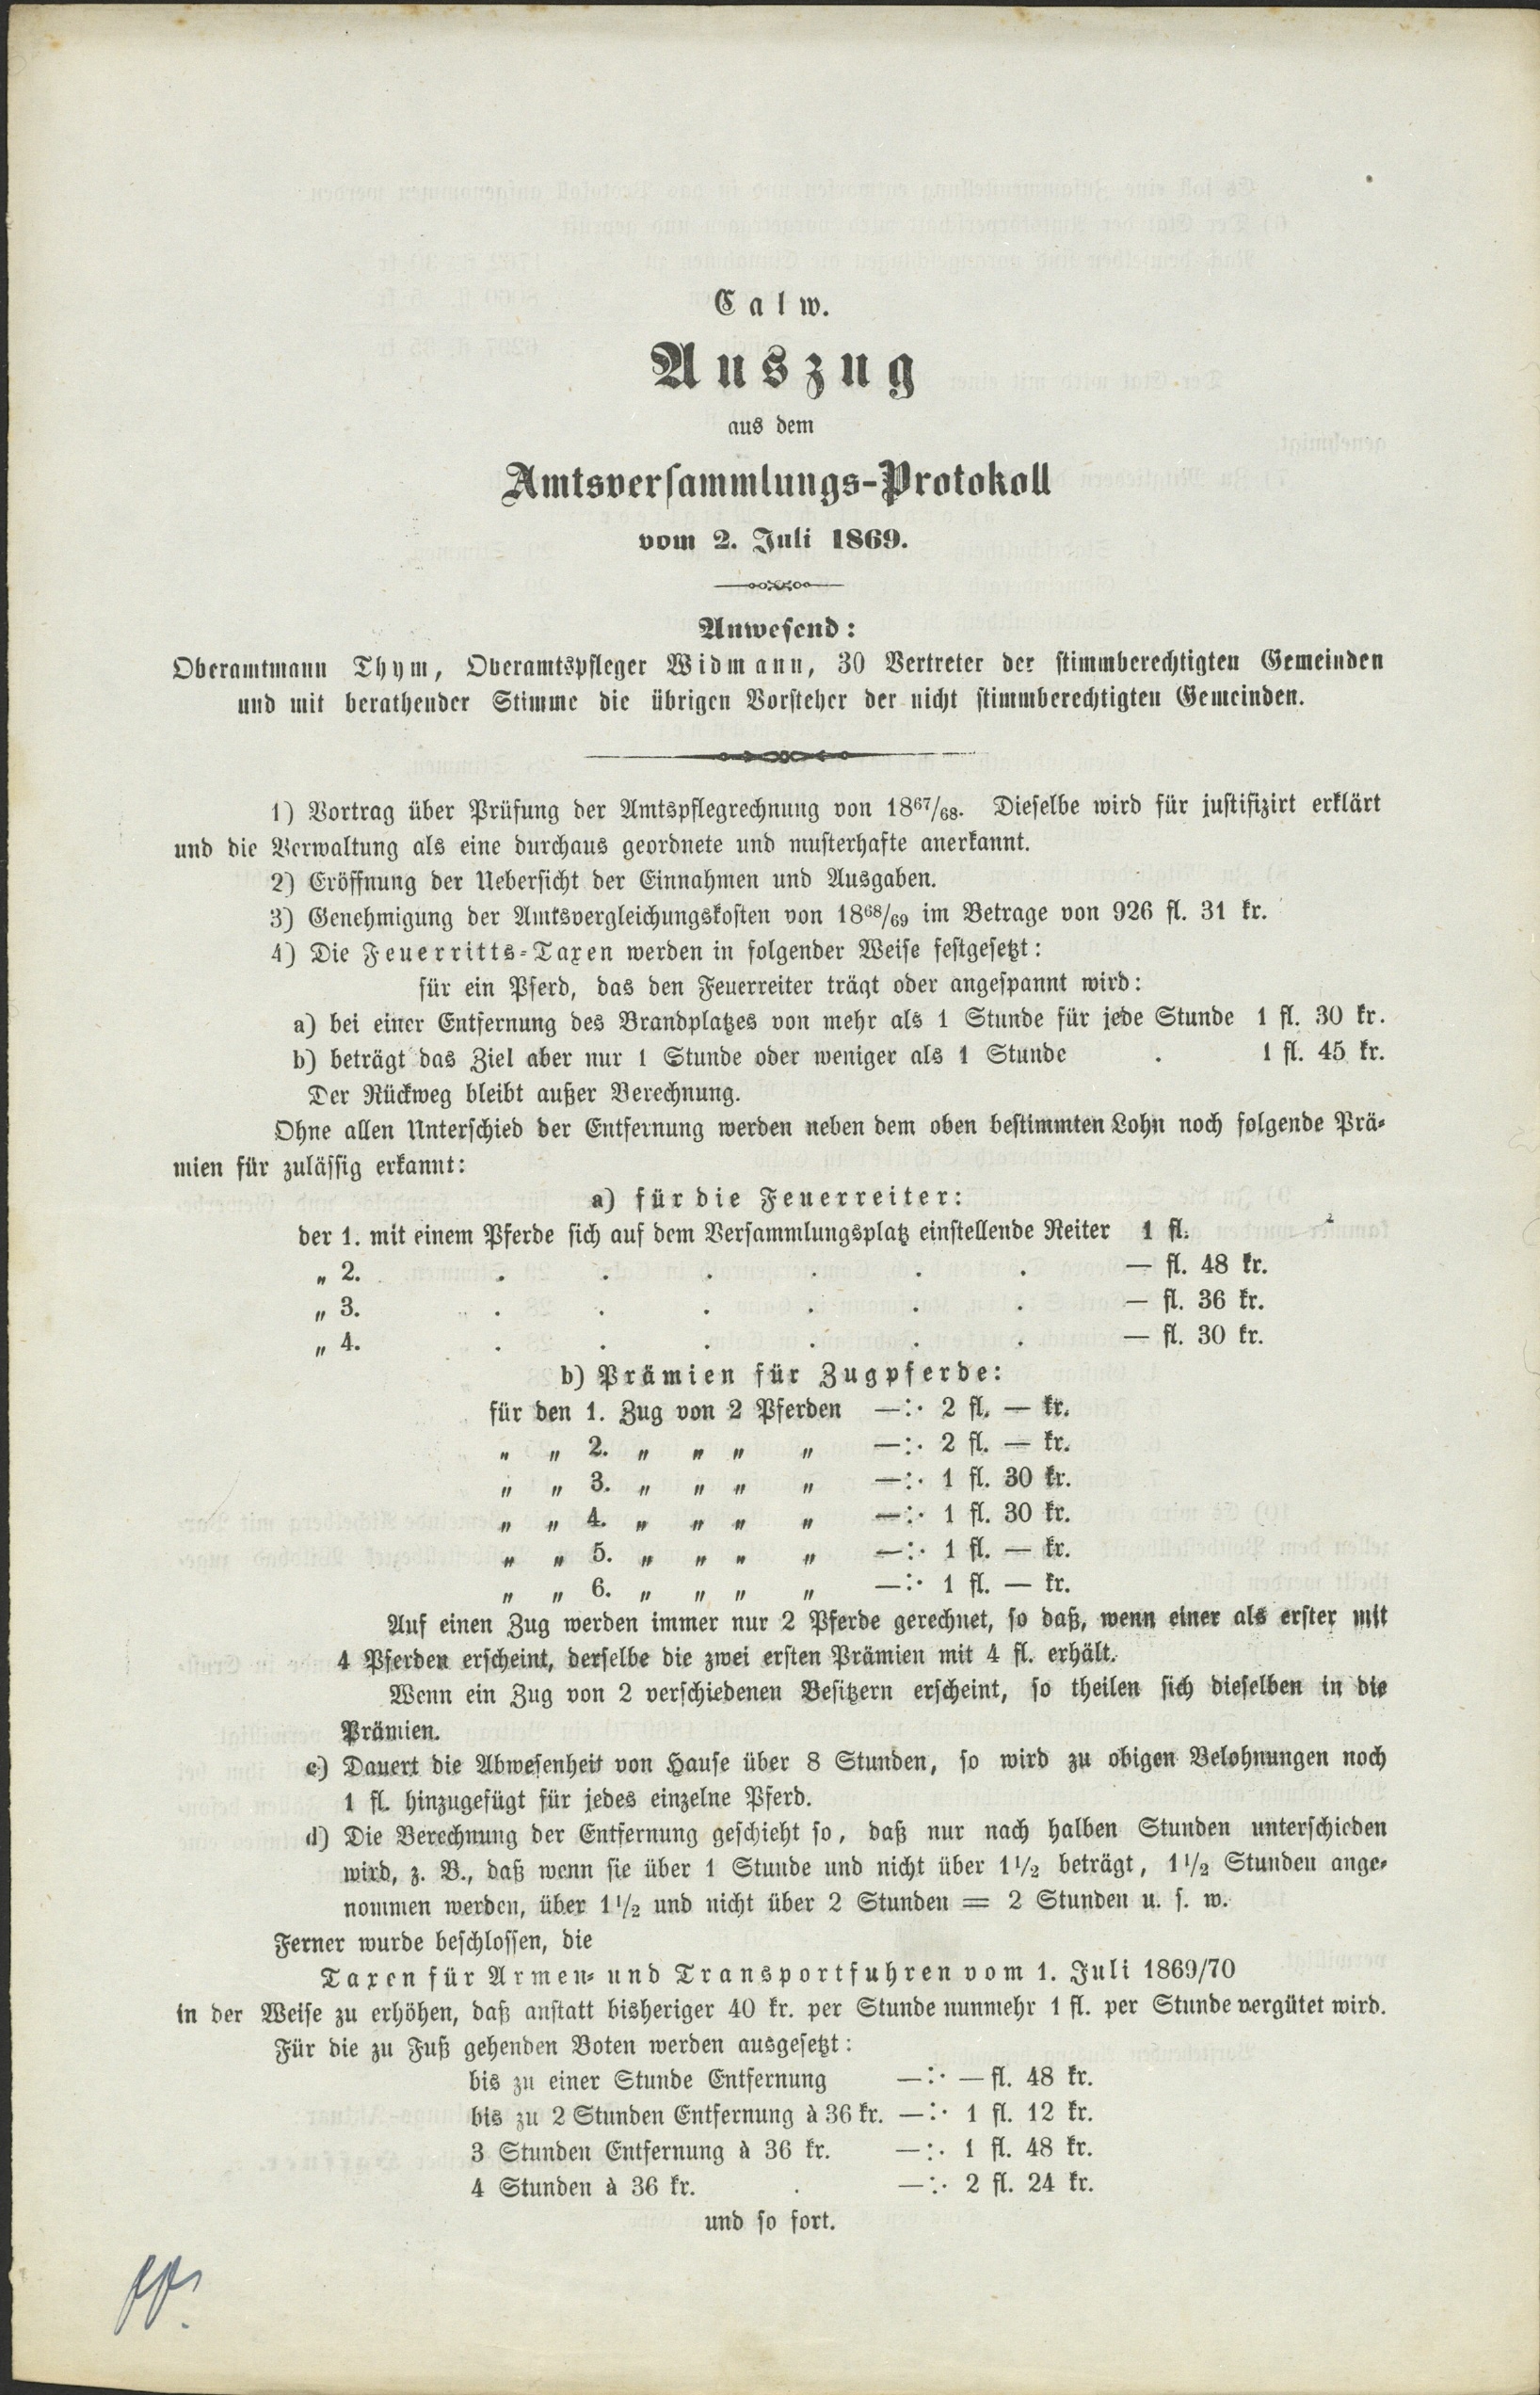 Calw.
Auszug
aus dem
Amtsversammlungs-Protokoll
vom 2. Juli 1869.
Anwesend:
Oberamtmann Thym, Oberamtspfleger Widmann, 30 Vertreter der stimmberechtigten Gemeinden
und mit berathender Stimme die übrigen Vorsteher der nicht stimmberechtigten Gemeinden.
1) Vortrag über Prüfung der Amtspflegrechnung von 18⁶⁷/₆₈. Dieselbe wird für justifizirt erklärt
und die Verwaltung als eine durchaus geordnete und musterhafte anerkannt.
2) Eröffnung der Uebersicht der Einnahmen und Ausgaben.
3) Genehmigung der Amtsvergleichungskosten von 18⁶⁸/₆₉ im Betrage von 926 fl. 31 kr.
4) Die Feuerritts-Taxen werden in folgender Weise festgesetzt:
für ein Pferd, das den Feuerreiter trägt oder angespannt wird:
a) bei einer Entfernung des Brandplatzes von mehr als 1 Stunde für jede Stunde 1 fl. 30 kr.
b) beträgt das Ziel aber nur 1 Stunde oder weniger als 1 Stunde . 1 fl. 45 kr.
Der Rückweg bleibt außer Berechnung.
Ohne allen Unterschied der Entfernung werden neben dem oben bestimmten Lohn noch folgende Prä-
mien für zulässig erkannt:
a) für die Feuerreiter:
der 1. mit einem Pferde sich auf dem Versammlungsplatz einstellende Reiter 1 fl.
„ 2. . . . . . . — fl. 48 kr.
„ 3. . . . . . . — fl. 36 kr.
„ 4. . . . . . . — fl. 30 kr.
b) Prämien für Zugpferde:
für den 1. Zug von 2 Pferden —:· 2 fl. — kr.
„ „ 2. „ „ „ „ —:· 2 fl. — kr.
„ „ 3. „ „ „ „ —:· 1 fl. 30 kr.
„ „ 4. „ „ „ „ —:· 1 fl. 30 kr.
„ „ 5. „ „ „ „ —:· 1 fl. — kr.
„ „ 6. „ „ „ „ —:· 1 fl. — kr.
Auf einen Zug werden immer nur 2 Pferde gerechnet, so daß, wenn einer als erster mit
4 Pferden erscheint, derselbe die zwei ersten Prämien mit 4 fl. erhält.
Wenn ein Zug von 2 verschiedenen Besitzern erscheint, so theilen sich dieselben in die
Prämien.
c) Dauert die Abwesenheit von Hause über 8 Stunden, so wird zu obigen Belohnungen noch
1 fl. hinzugefügt für jedes einzelne Pferd.
d) Die Berechnung der Entfernung geschieht so, daß nur nach halben Stunden unterschieden
wird, z. B., daß wenn sie über 1 Stunde und nicht über 1½ beträgt, 1½ Stunden ange-
nommen werden, über 1½ und nicht über 2 Stunden = 2 Stunden u. s. w.
Ferner wurde beschlossen, die
Taxen für Armen- und Transportfuhren vom 1. Juli 1869/70
in der Weise zu erhöhen, daß anstatt bisheriger 40 kr. per Stunde nunmehr 1 fl. per Stunde vergütet wird.
Für die zu Fuß gehenden Boten werden ausgesetzt:
bis zu einer Stunde Entfernung —:· — fl. 48 kr.
bis zu 2 Stunden Entfernung à 36 kr. —:· 1 fl. 12 kr.
3 Stunden Entfernung à 36 kr. —:· 1 fl. 48 kr.
4 Stunden à 36 kr. . —:· 2 fl. 24 kr.
und so fort.